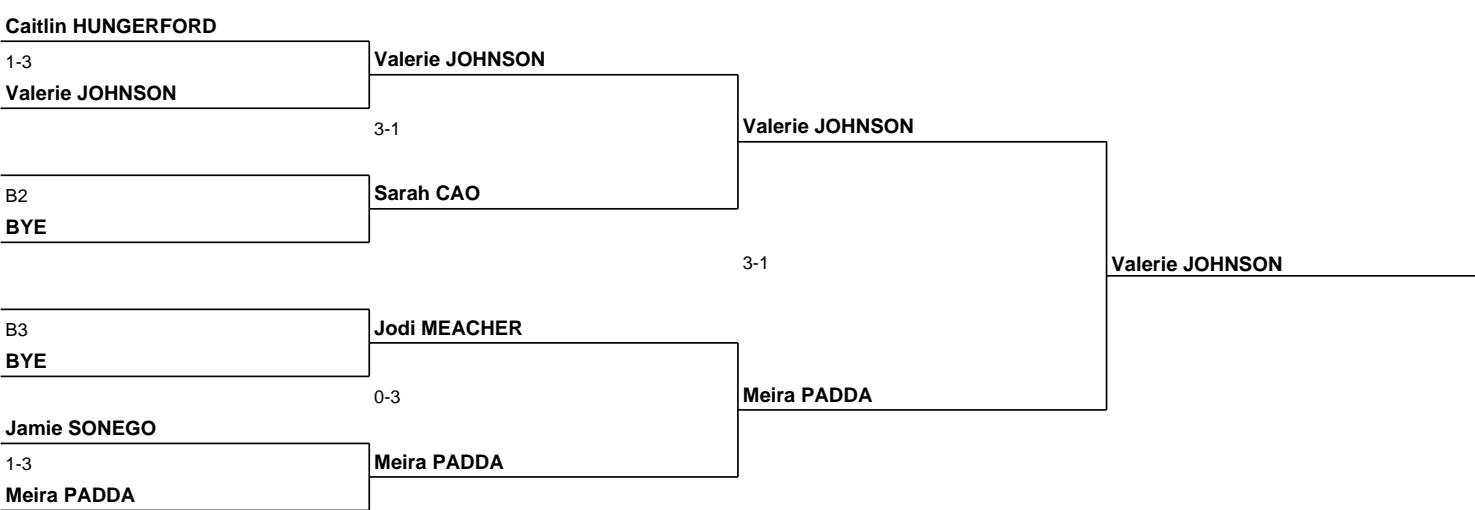 Caitlin HUNGERFORD
1-3
Valerie JOHNSON
Valerie JOHNSON
3-1
Valerie JOHNSON
B2
BYE
Sarah CAO
3-1
Valerie JOHNSON
B3
BYE
Jodi MEACHER
0-3
Meira PADDA
Jamie SONEGO
1-3
Meira PADDA
Meira PADDA